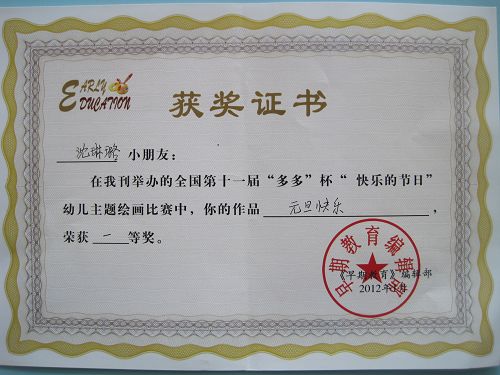 EARLY
EDUCATION
获奖证书
沈琳璐 小朋友：
在我刊举办的全国第十一届“多多”杯“ 快乐的节日”
幼儿主题绘画比赛中，你的作品 元旦快乐 ，
荣获 一 等奖。
早期教育编辑部
《早期教育》编辑部
2012年1月